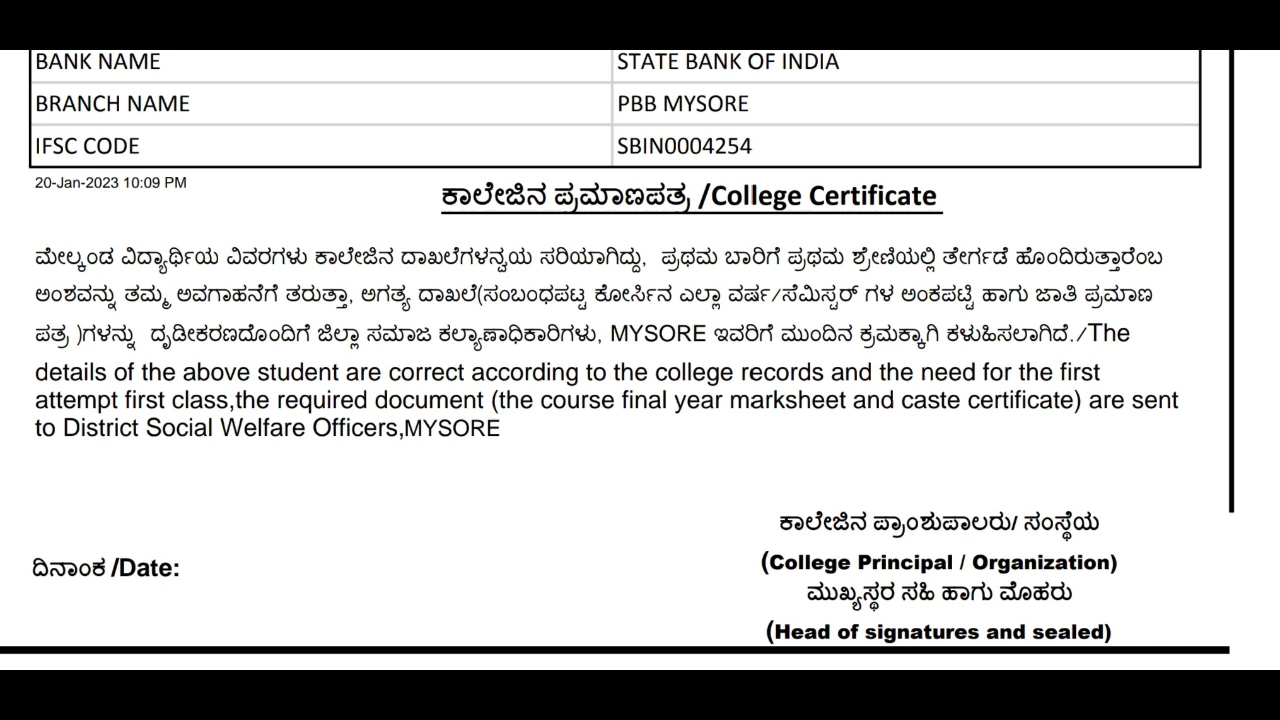 BANK NAME STATE BANK OF INDIA
BRANCH NAME PBB MYSORE
IFSC CODE SBIN0004254
20-Jan-2023 10:09 PM
ಕಾಲೇಜಿನ ಪ್ರಮಾಣಪತ್ರ /College Certificate
ಮೇಲ್ಕಂಡ ವಿದ್ಯಾರ್ಥಿಯ ವಿವರಗಳು ಕಾಲೇಜಿನ ದಾಖಲೆಗಳನ್ವಯ ಸರಿಯಾಗಿದ್ದು, ಪ್ರಥಮ ಬಾರಿಗೆ ಪ್ರಥಮ ಶ್ರೇಣಿಯಲ್ಲಿ ತೇರ್ಗಡೆ ಹೊಂದಿರುತ್ತಾರೆಂಬ
ಅಂಶವನ್ನು ತಮ್ಮ ಅವಗಾಹನೆಗೆ ತರುತ್ತಾ, ಅಗತ್ಯ ದಾಖಲೆ(ಸಂಬಂಧಪಟ್ಟ ಕೋರ್ಸಿನ ಎಲ್ಲಾ ವರ್ಷ/ಸೆಮಿಸ್ಟರ್ ಗಳ ಅಂಕಪಟ್ಟಿ ಹಾಗು ಜಾತಿ ಪ್ರಮಾಣ
ಪತ್ರ )ಗಳನ್ನು ದೃಡೀಕರಣದೊಂದಿಗೆ ಜಿಲ್ಲಾ ಸಮಾಜ ಕಲ್ಯಾಣಾಧಿಕಾರಿಗಳು, MYSORE ಇವರಿಗೆ ಮುಂದಿನ ಕ್ರಮಕ್ಕಾಗಿ ಕಳುಹಿಸಲಾಗಿದೆ./The
details of the above student are correct according to the college records and the need for the first
attempt first class,the required document (the course final year marksheet and caste certificate) are sent
to District Social Welfare Officers,MYSORE
ಕಾಲೇಜಿನ ಪ್ರಾಂಶುಪಾಲರು/ ಸಂಸ್ಥೆಯ
(College Principal / Organization)
ದಿನಾಂಕ /Date:
ಮುಖ್ಯಸ್ಥರ ಸಹಿ ಹಾಗು ಮೊಹರು
(Head of signatures and sealed)